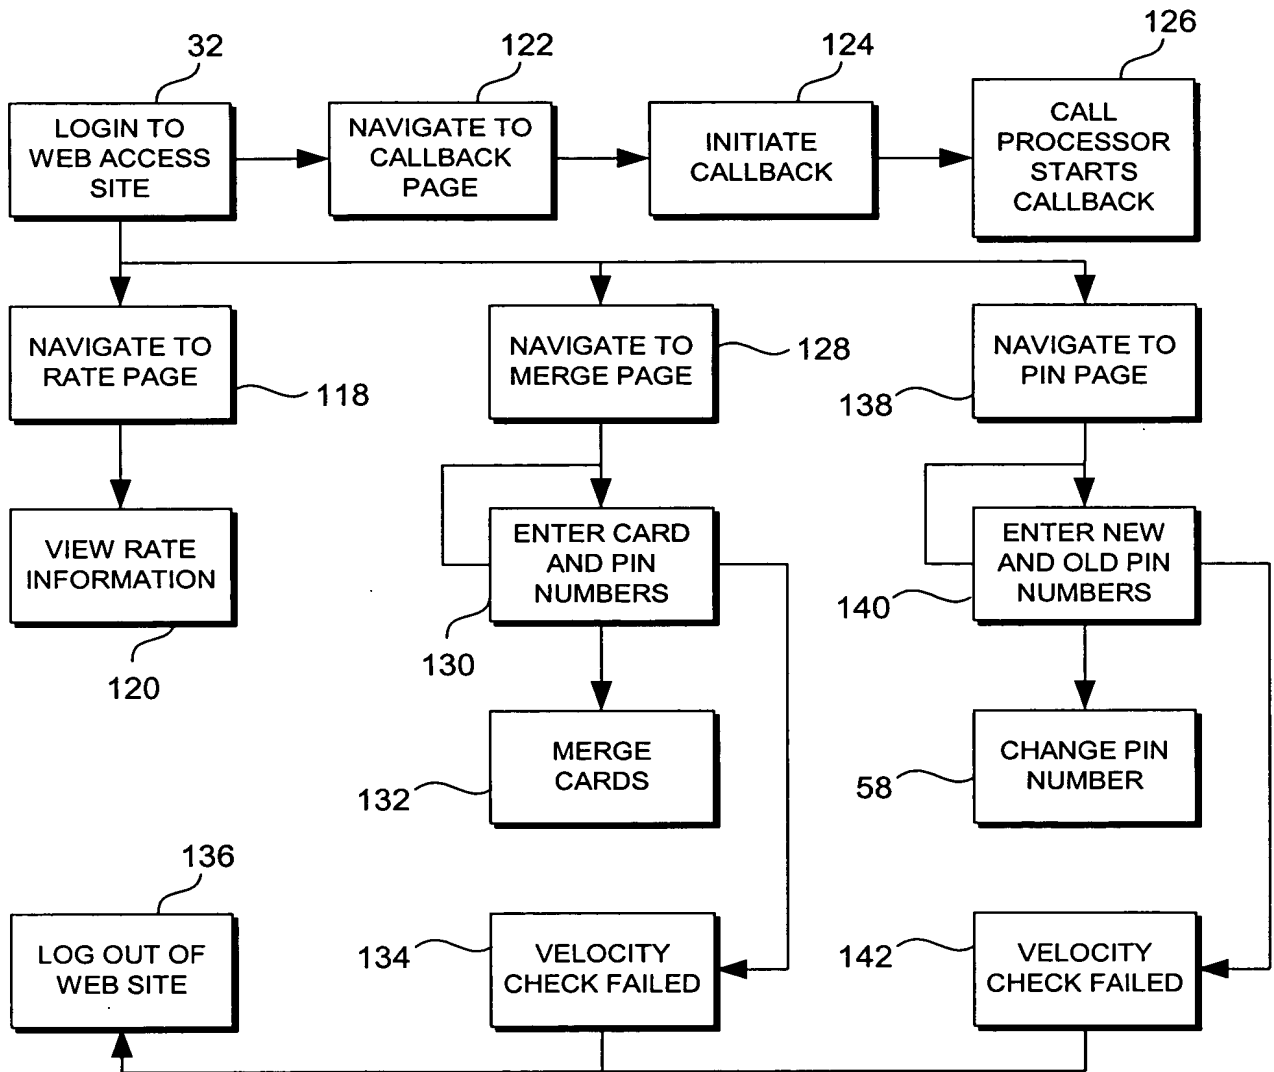 32
122
124
126
LOGIN TO
WEB ACCESS
SITE
NAVIGATE TO
CALLBACK
PAGE
INITIATE
CALLBACK
CALL
PROCESSOR
STARTS
CALLBACK
NAVIGATE TO
RATE PAGE
118
NAVIGATE TO
MERGE PAGE
128
NAVIGATE TO
PIN PAGE
138
VIEW RATE
INFORMATION
120
ENTER CARD
AND PIN
NUMBERS
130
ENTER NEW
AND OLD PIN
NUMBERS
140
MERGE
CARDS
132
CHANGE PIN
NUMBER
58
136
LOG OUT OF
WEB SITE
134
VELOCITY
CHECK FAILED
142
VELOCITY
CHECK FAILED